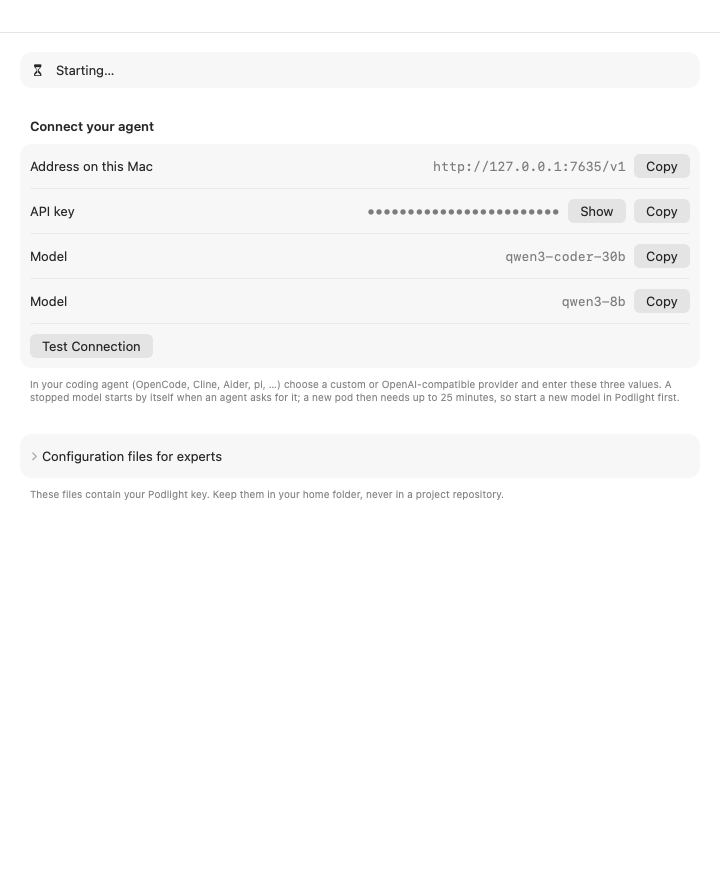 Starting...
Connect your agent
Address on this Mac
http://127.0.0.1:7635/v1
Copy
API key
••••••••••••••••••••••••
Show
Copy
Model
qwen3-coder-30b
Copy
Model
qwen3-8b
Copy
Test Connection
In your coding agent (OpenCode, Cline, Aider, pi, ...) choose a custom or OpenAI-compatible provider and enter these three values. A
stopped model starts by itself when an agent asks for it; a new pod then needs up to 25 minutes, so start a new model in Podlight first.
Configuration files for experts
These files contain your Podlight key. Keep them in your home folder, never in a project repository.